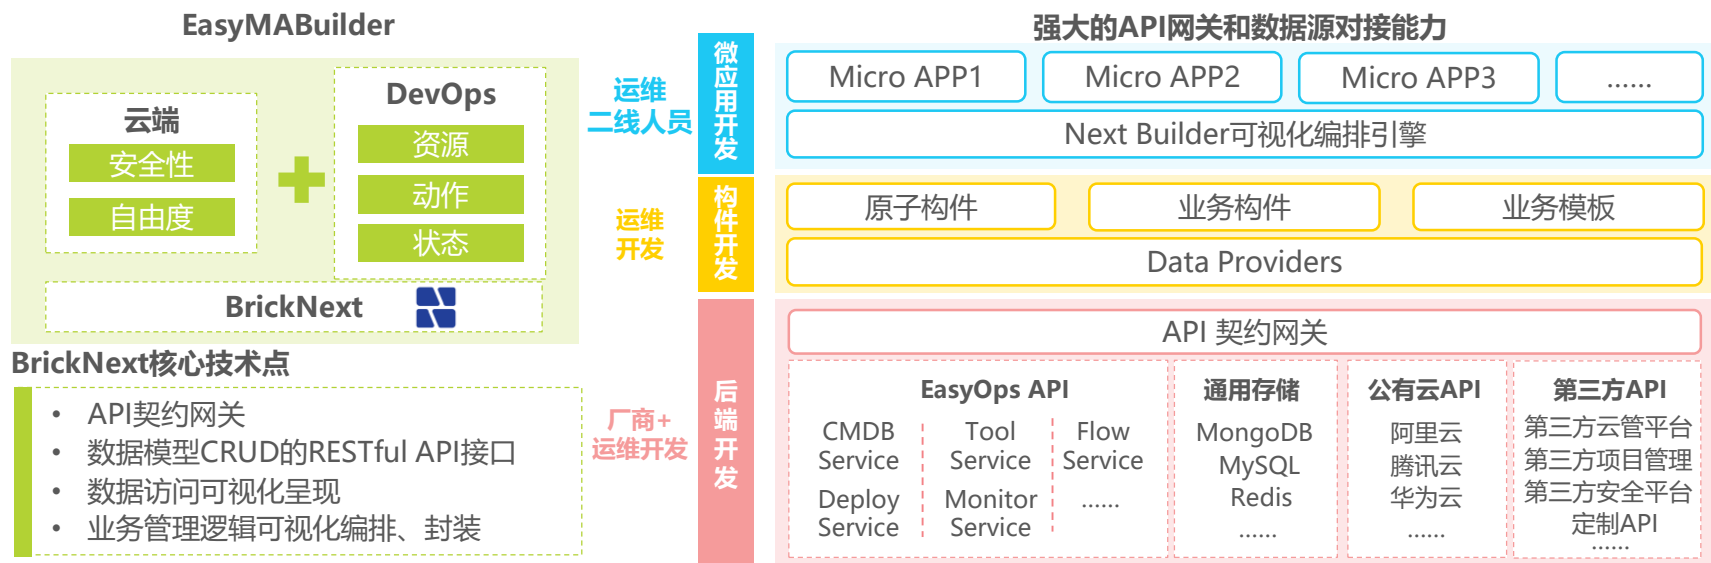 EasyMABuilder
云端
安全性
自由度
DevOps
资源
动作
状态
BrickNext
BrickNext核心技术点
• API契约网关
• 数据模型CRUD的RESTful API接口
• 数据访问可视化呈现
• 业务管理逻辑可视化编排、封装
运维
二线人员
运维
开发
厂商+
运维开发
微应用开发
构件开发
后端开发
强大的API网关和数据源对接能力
Micro APP1
Micro APP2
Micro APP3
......
Next Builder可视化编排引擎
原子构件
业务构件
业务模板
Data Providers
API 契约网关
EasyOps API
CMDB
Service
Tool
Service
Flow
Service
Deploy
Service
Monitor
Service
......
通用存储
MongoDB
MySQL
Redis
......
公有云API
阿里云
腾讯云
华为云
......
第三方API
第三方云管平台
第三方项目管理
第三方安全平台
定制API
......